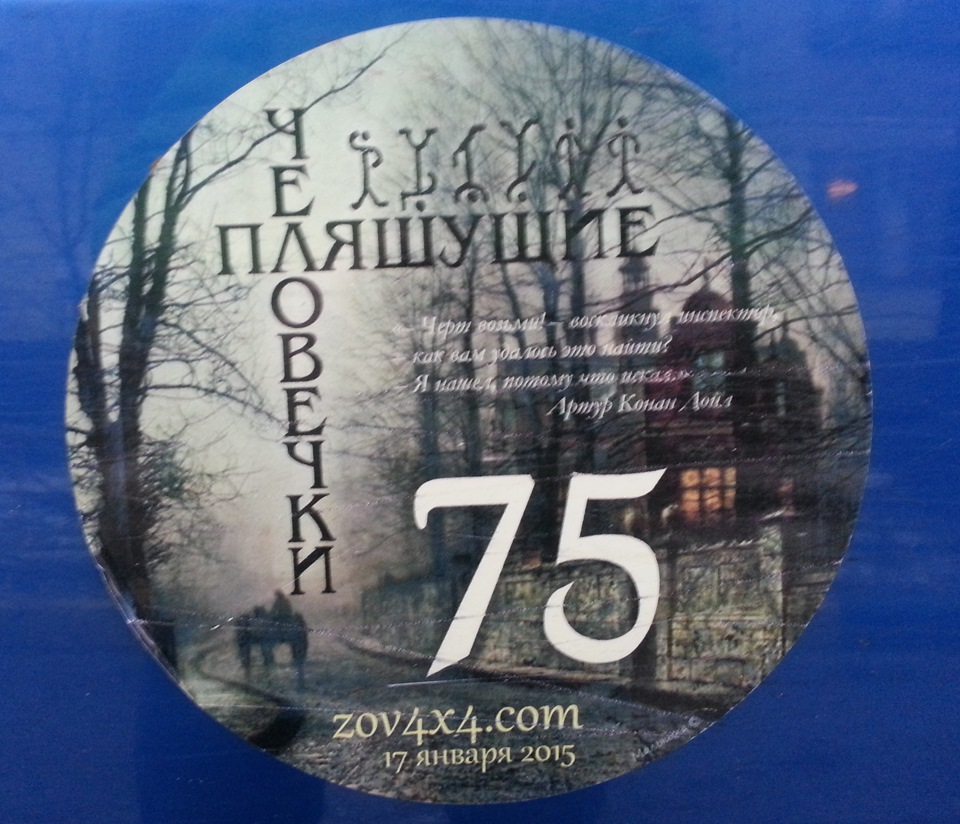 ЧЕЛОВЕЧКИ
ПЛЯШУЩИЕ
«– Черт возьми! – воскликнул инспектор,
– как вам удалось это найти?
– Я нашел, потому что искал.»
Артур Конан Дойл
75
zov4x4.com
17 января 2015